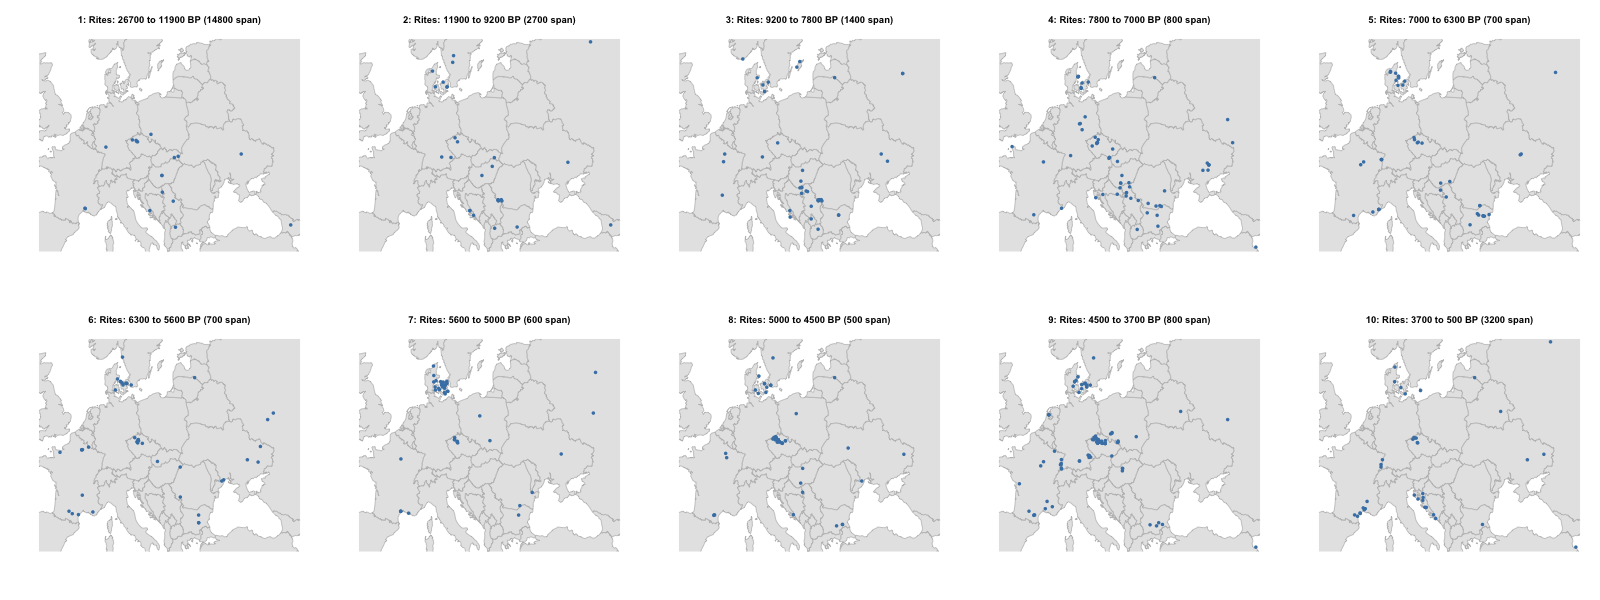 1: Rites: 26700 to 11900 BP (14800 span)
2: Rites: 11900 to 9200 BP (2700 span)
3: Rites: 9200 to 7800 BP (1400 span)
4: Rites: 7800 to 7000 BP (800 span)
5: Rites: 7000 to 6300 BP (700 span)
6: Rites: 6300 to 5600 BP (700 span)
7: Rites: 5600 to 5000 BP (600 span)
8: Rites: 5000 to 4500 BP (500 span)
9: Rites: 4500 to 3700 BP (800 span)
10: Rites: 3700 to 500 BP (3200 span)